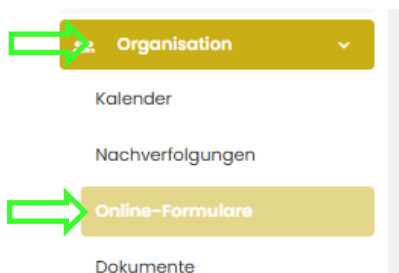 Organisation
Kalender
Nachverfolgungen
Online-Formulare
Dokumente